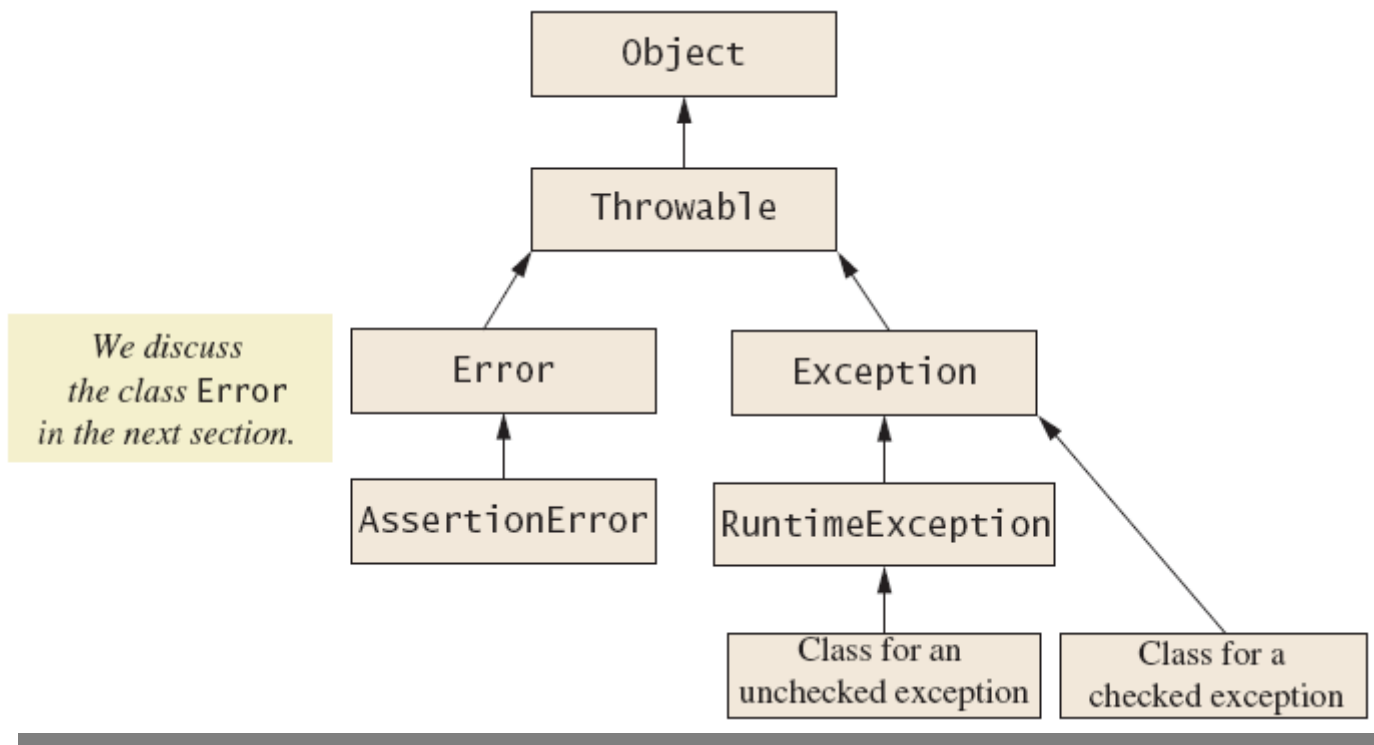 Object
Throwable
We discuss
the class Error
in the next section.
Error
Exception
AssertionError
RuntimeException
Class for an
unchecked exception
Class for a
checked exception